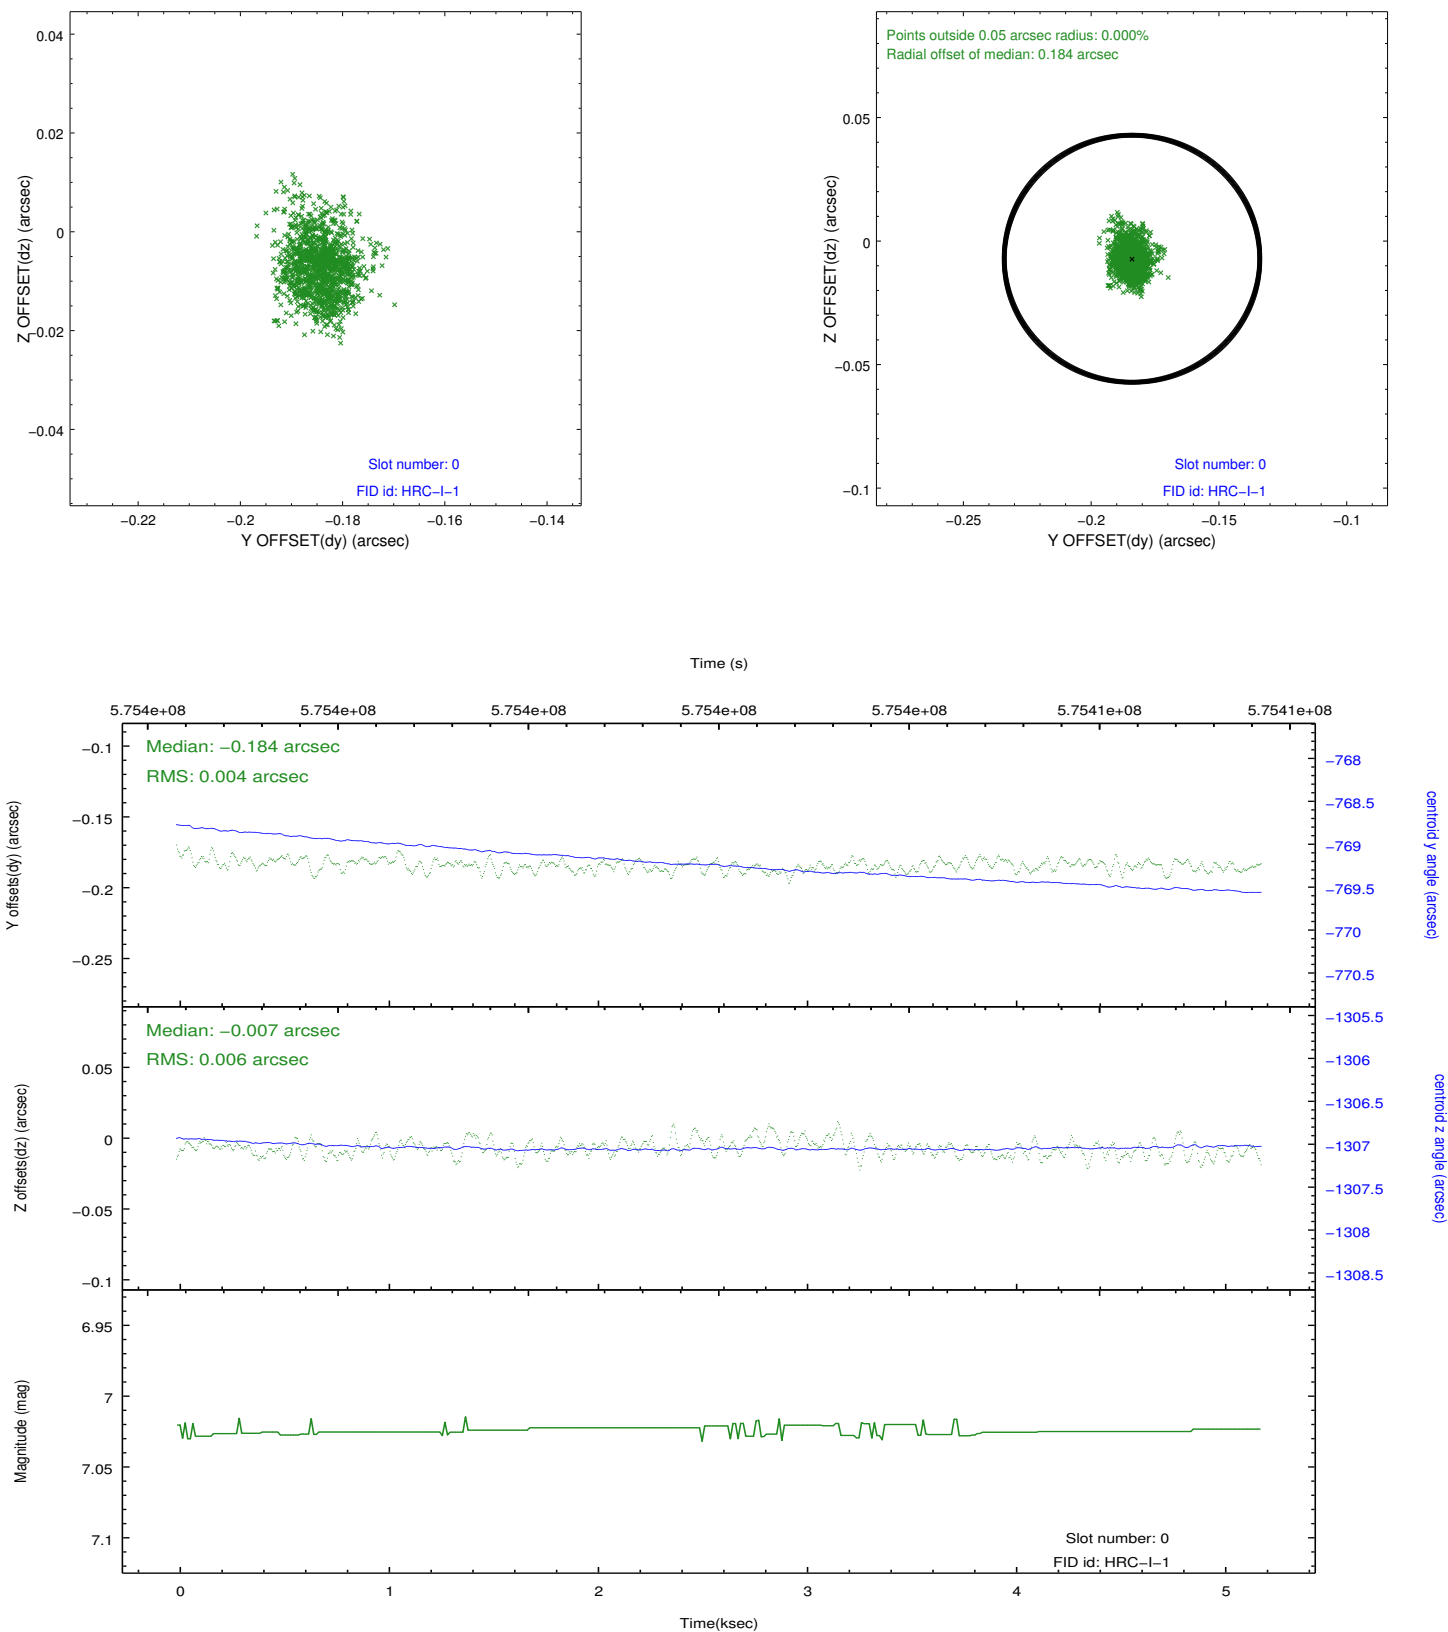 0.04
0.02
0
−0.02
−0.04
Z OFFSET(dz) (arcsec)
Slot number: 0
FID id: HRC−I−1
−0.22
−0.2
−0.18
−0.16
−0.14
Y OFFSET(dy) (arcsec)
Points outside 0.05 arcsec radius: 0.000%
Radial offset of median: 0.184 arcsec
0.05
0
−0.05
−0.1
Z OFFSET(dz) (arcsec)
Slot number: 0
FID id: HRC−I−1
−0.25
−0.2
−0.15
−0.1
Y OFFSET(dy) (arcsec)
Time (s)
5.754e+08
5.754e+08
5.754e+08
5.754e+08
5.754e+08
5.7541e+08
5.7541e+08
Median: −0.184 arcsec
RMS: 0.004 arcsec
−0.1
−0.15
−0.2
−0.25
Y offsets(dy) (arcsec)
−768
−768.5
−769
−769.5
−770
−770.5
centroid y angle (arcsec)
Median: −0.007 arcsec
RMS: 0.006 arcsec
0.05
0
−0.05
−0.1
Z offsets(dz) (arcsec)
−1305.5
−1306
−1306.5
−1307
−1307.5
−1308
−1308.5
centroid z angle (arcsec)
6.95
7
7.05
7.1
Magnitude (mag)
Slot number: 0
FID id: HRC−I−1
0
1
2
3
4
5
Time(ksec)